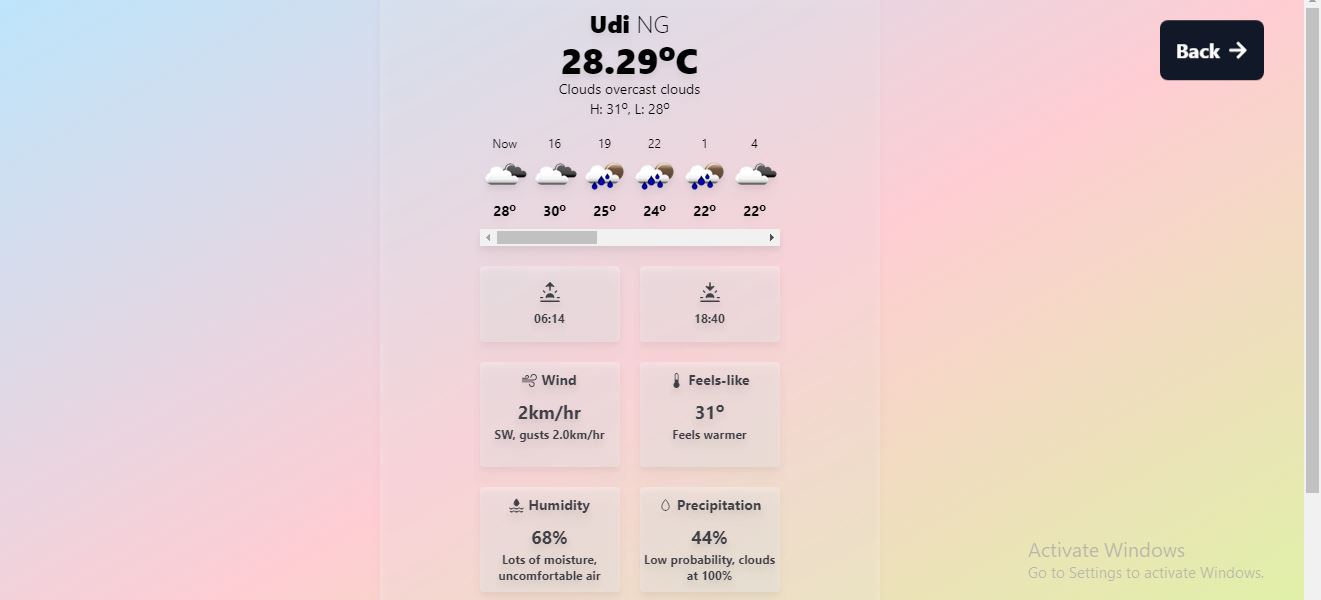 Udi NG
Back
28.29°C
Clouds overcast clouds
H: 31°, L: 28°
Now 16 19 22 1 4
28° 30° 25° 24° 22° 22°
06:14 18:40
Wind Feels-like
2km/hr 31°
SW, gusts 2.0km/hr Feels warmer
Humidity Precipitation
68% 44%
Lots of moisture, Low probability, clouds
uncomfortable air at 100%
Activate Windows
Go to Settings to activate Windows.